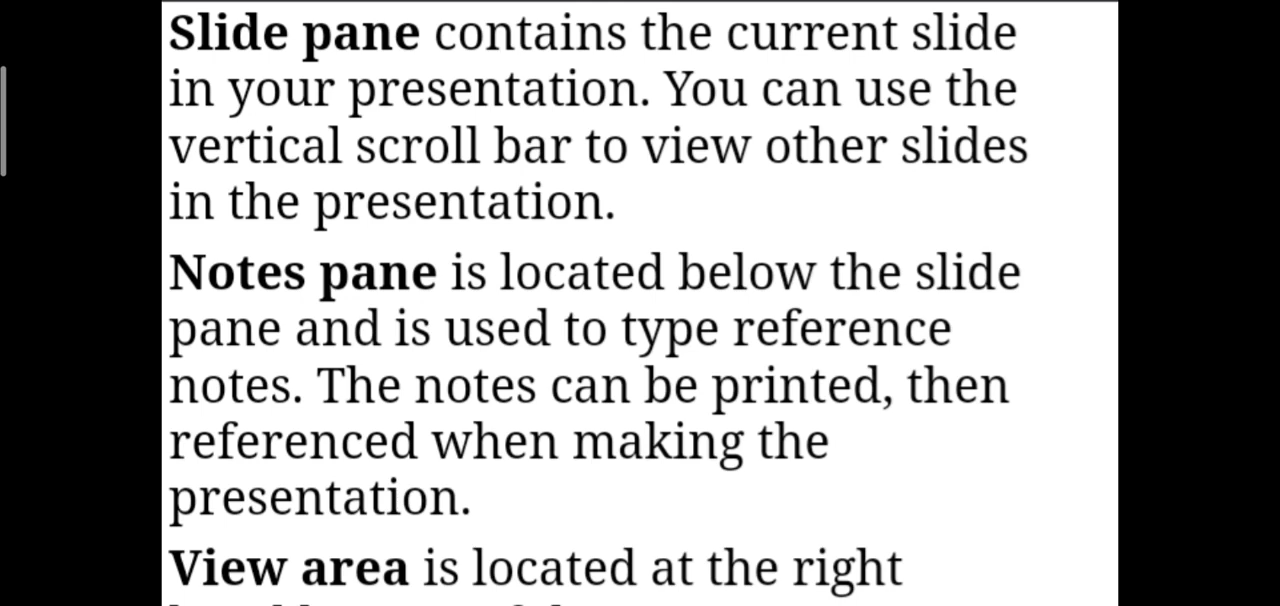 Slide pane contains the current slide
in your presentation. You can use the
vertical scroll bar to view other slides
in the presentation.
Notes pane is located below the slide
pane and is used to type reference
notes. The notes can be printed, then
referenced when making the
presentation.
View area is located at the right